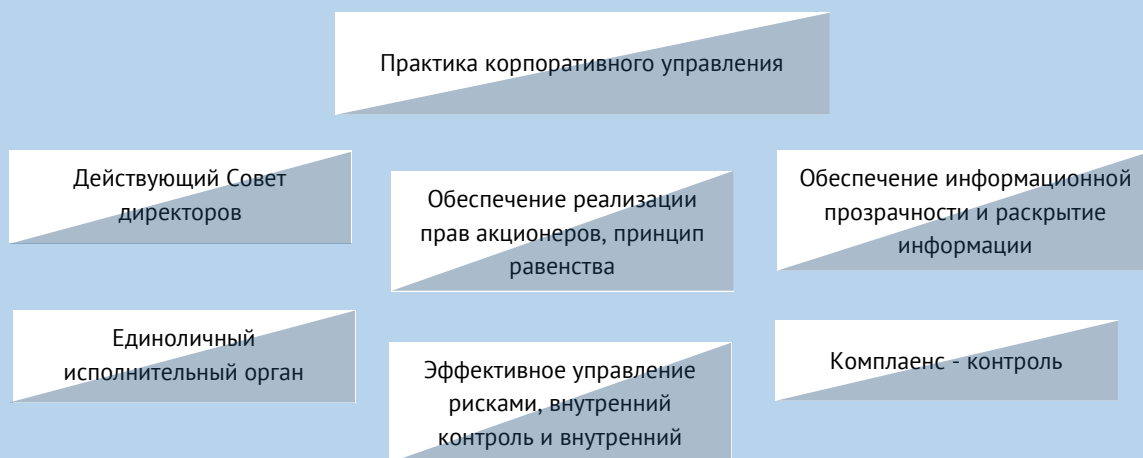 Практика корпоративного управления
Действующий Совет
директоров
Обеспечение реализации
прав акционеров, принцип
равенства
Обеспечение информационной
прозрачности и раскрытие
информации
Единоличный
исполнительный орган
Эффективное управление
рисками, внутренний
контроль и внутренний
Комплаенс - контроль